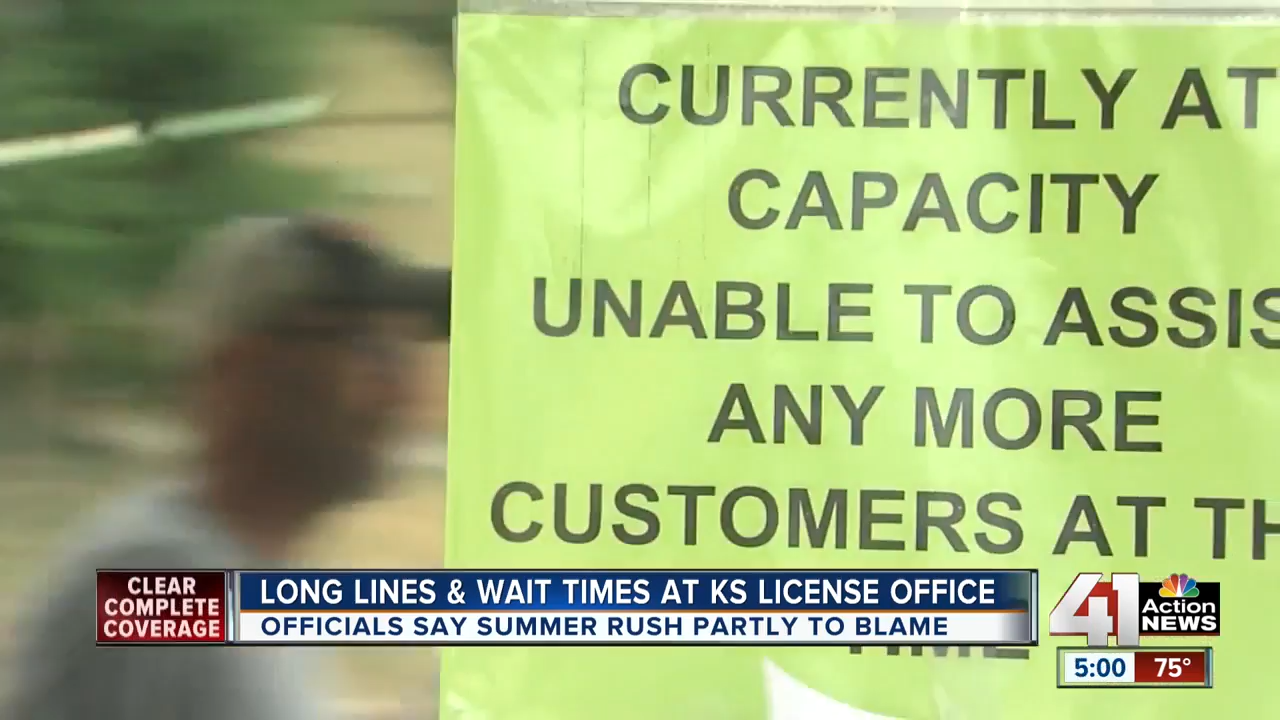 CURRENTLY AT
CAPACITY
UNABLE TO ASSIS
ANY MORE
CUSTOMERS AT TH
TIME
CLEAR
COMPLETE
COVERAGE
LONG LINES & WAIT TIMES AT KS LICENSE OFFICE
OFFICIALS SAY SUMMER RUSH PARTLY TO BLAME
41 Action
NEWS
5:00 75°